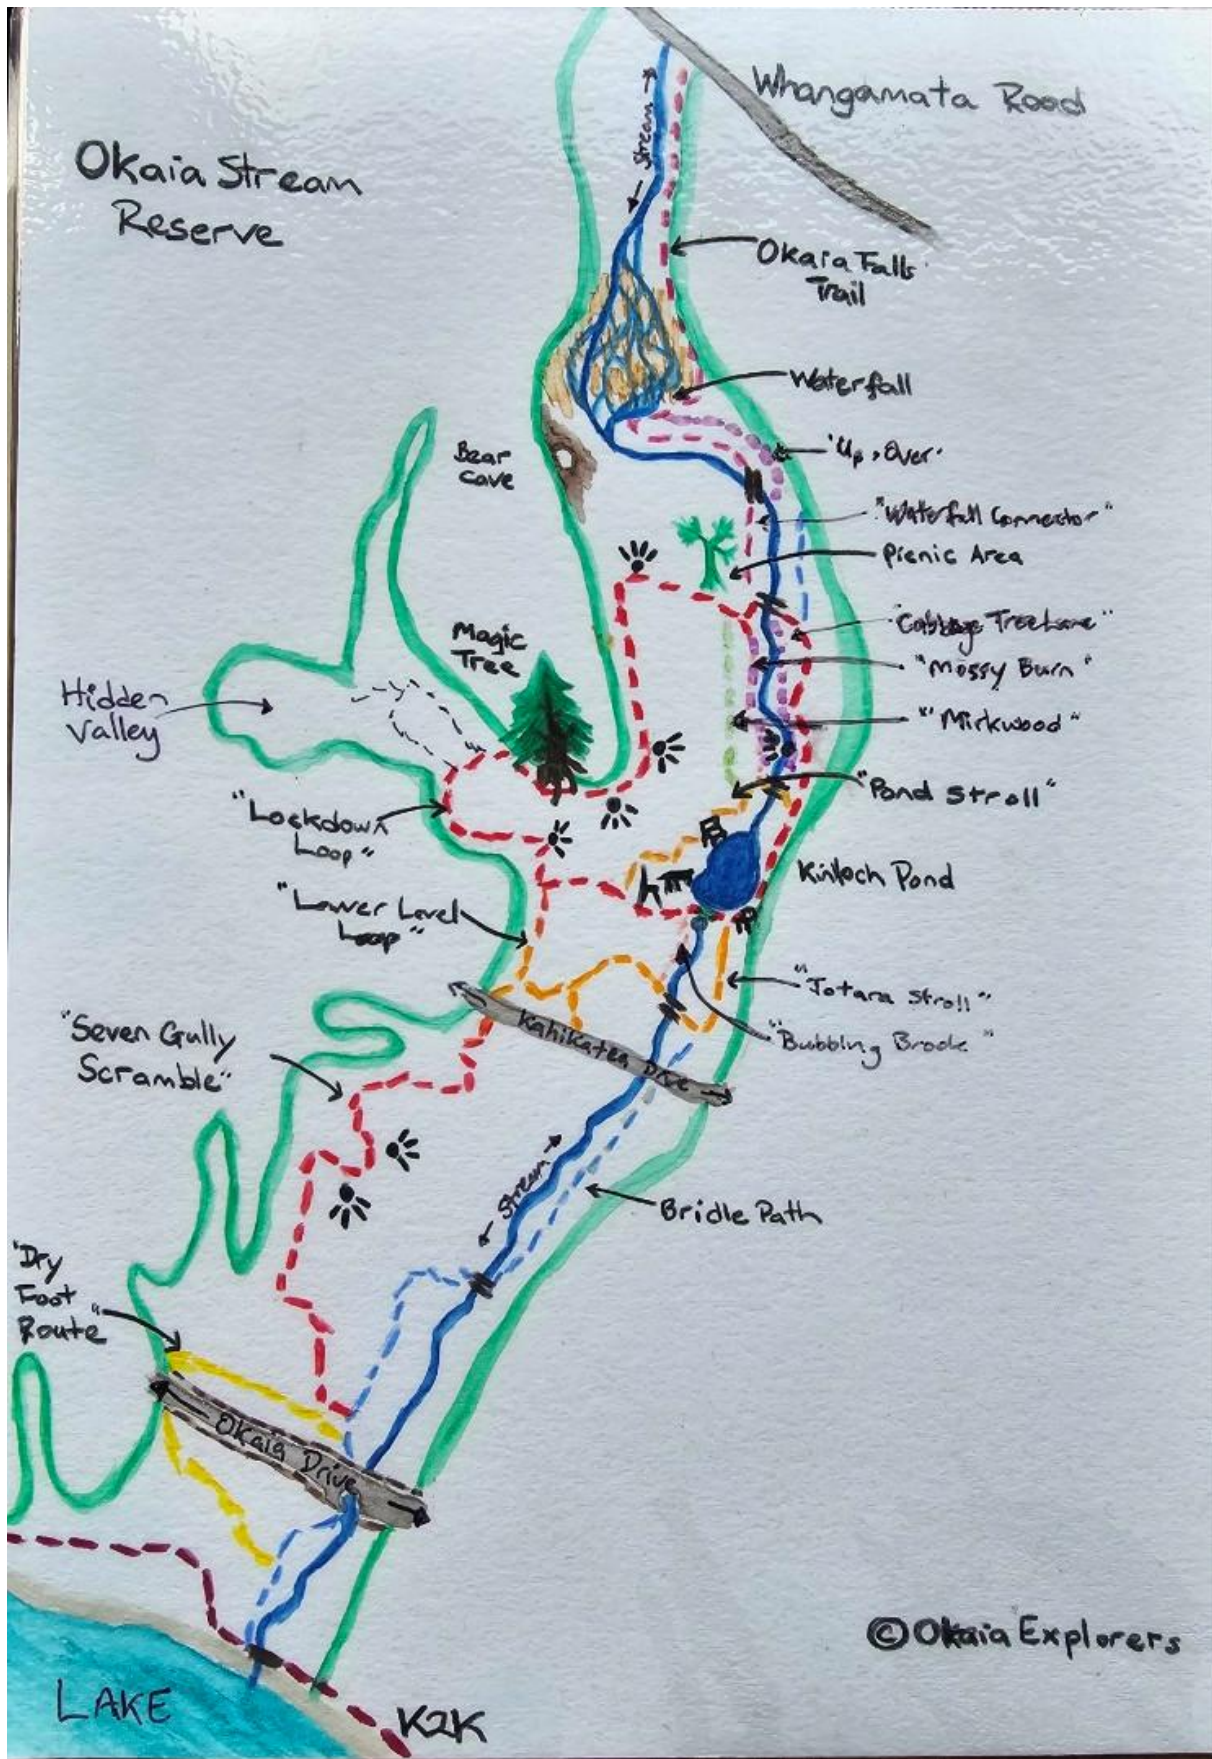 Whangamata Road
Okaia Stream
Reserve
Stream
Okaia Falls
Trail
Waterfall
"Up, Over"
Bear
Cave
"Waterfall Connector"
Picnic Area
"Cabbage Tree Lane"
Magic
Tree
"Mossy Burn"
Hidden
Valley
"Mirkwood"
"Pond Stroll"
"Lockdown
Loop"
Kinloch Pond
"Lower Level
Loop"
"Totara Stroll"
"Seven Gully
Scramble"
Kahikatea Drive
"Bubbling Brook"
Stream
Bridle Path
"Dry
Foot
Route"
Okaia Drive
©Okaia Explorers
LAKE
K2K